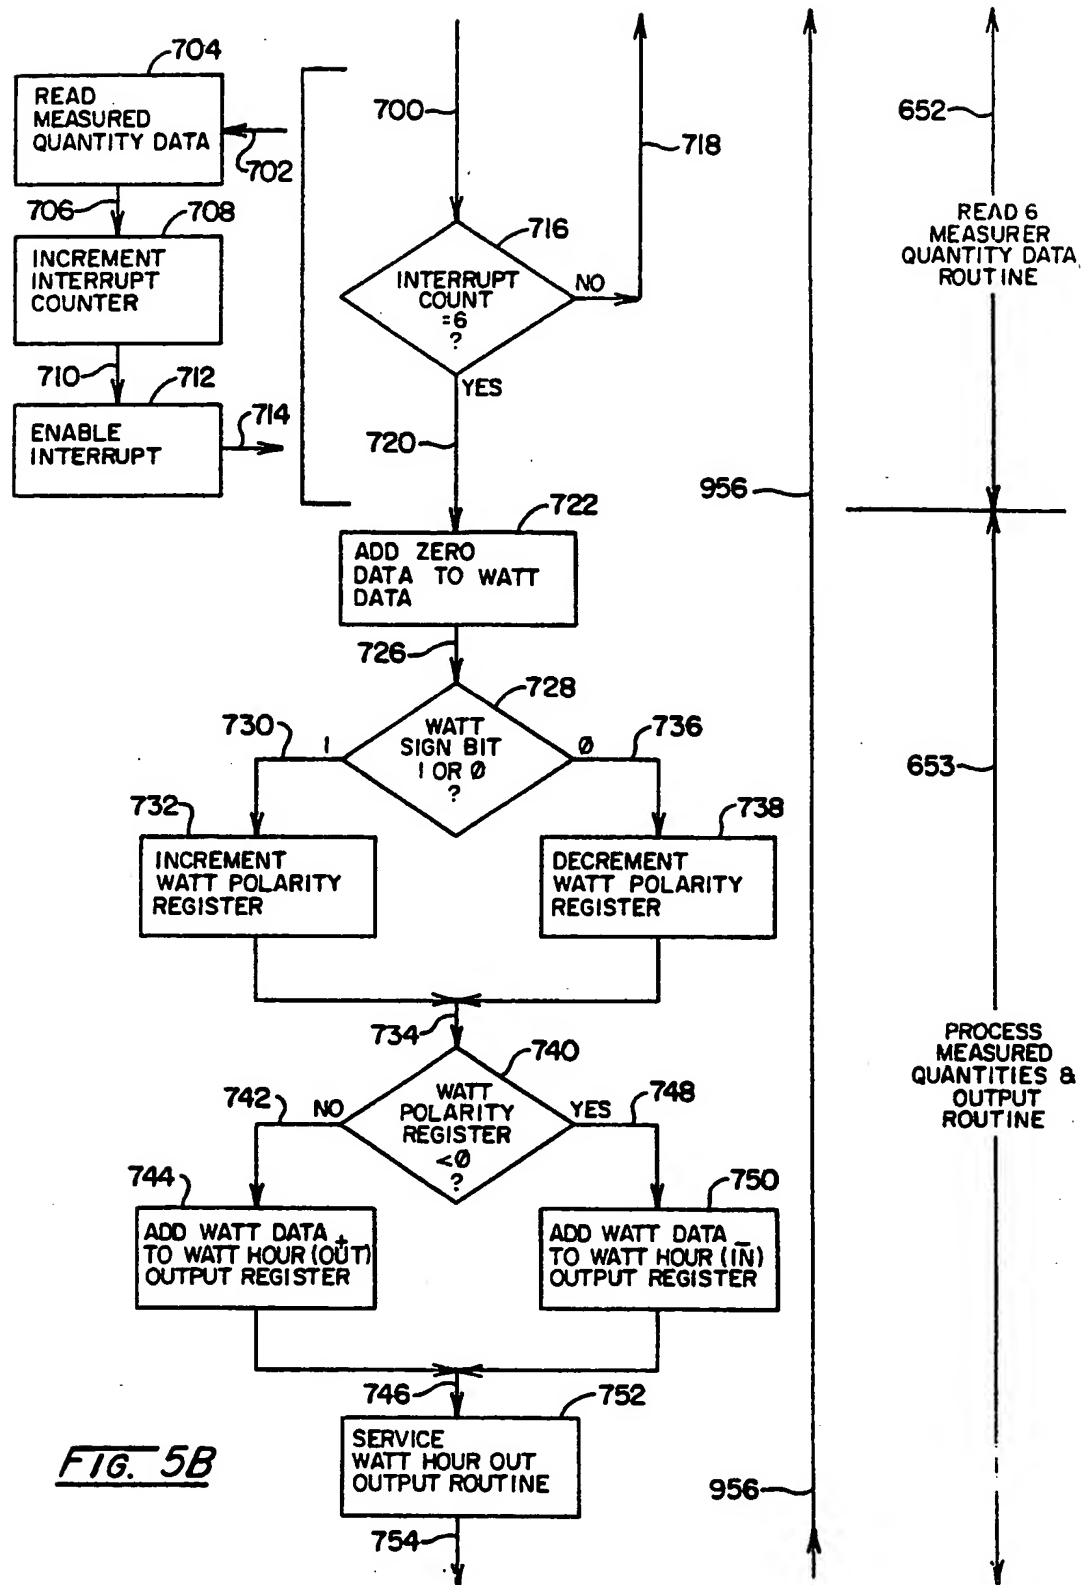 704
READ
MEASURED
QUANTITY DATA
702
706
708
INCREMENT
INTERRUPT
COUNTER
710
712
ENABLE
INTERRUPT
714
700
718
716
INTERRUPT
COUNT
=6
?
NO
YES
720
722
ADD ZERO
DATA TO WATT
DATA
726
728
WATT
SIGN BIT
1 OR Ø
?
730
1
Ø
736
732
INCREMENT
WATT POLARITY
REGISTER
738
DECREMENT
WATT POLARITY
REGISTER
734
740
WATT
POLARITY
REGISTER
<Ø
?
742
NO
YES
748
744
ADD WATT DATA
+
TO WATT HOUR (OUT)
OUTPUT REGISTER
750
ADD WATT DATA
–
TO WATT HOUR (IN)
OUTPUT REGISTER
746
752
SERVICE
WATT HOUR OUT
OUTPUT ROUTINE
754
956
956
652
READ 6
MEASURER
QUANTITY DATA
ROUTINE
653
PROCESS
MEASURED
QUANTITIES &
OUTPUT
ROUTINE
FIG. 5B